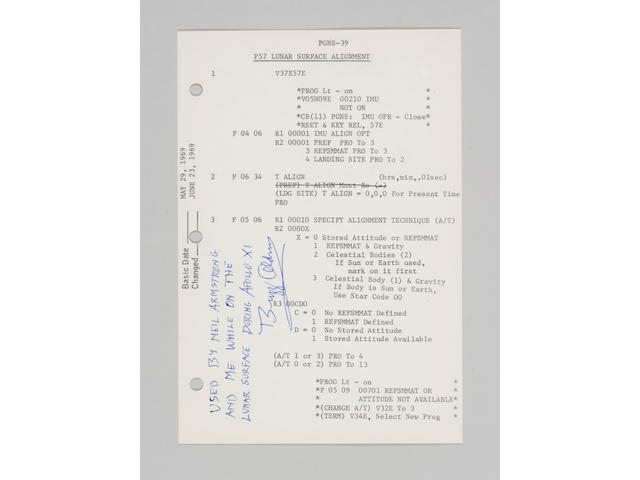 PGNS-39
P57 LUNAR SURFACE ALIGNMENT
1 V37E57E
*PROG Lt - on *
*V05N09E 00210 IMU *
* NOT ON *
*CB(11) PGNS: IMU OPR - Close*
*RSET & KEY REL, 57E *
F 04 06 R1 00001 IMU ALIGN OPT
R2 00001 PREF PRO To 3
3 REFSMMAT PRO To 3
4 LANDING SITE PRO to 2
2 F 06 34 T ALIGN (hrs,min,.01sec)
(PREF) T ALIGN Must Be (+)
(LDG SITE) T ALIGN = 0,0,0 For Present Time
PRO
3 F 05 06 R1 00010 SPECIFY ALIGNMENT TECHNIQUE (A/T)
R2 0000X
X = 0 Stored Attitude or REFSMMAT
1 REFSMMAT & Gravity
2 Celestial Bodies (2)
If Sun or Earth used,
mark on it first
3 Celestial Body (1) & Gravity
If Body is Sun or Earth,
Use Star Code 00
R3 00CD0
C = 0 No REFSMMAT Defined
1 REFSMMAT Defined
D = 0 No Stored Attitude
1 Stored Attitude Available
(A/T 1 or 3) PRO To 4
(A/T 0 or 2) PRO To 13
*PROG Lt - on *
*F 05 09 00701 REFSMMAT OR *
* ATTITUDE NOT AVAILABLE*
*(CHANGE A/T) V32E To 3 *
*(TERM) V34E, Select New Prog *
Basic Date MAY 29, 1969
Changed JUNE 23, 1969
USED BY NEIL ARMSTRONG
AND ME WHILE ON THE
LUNAR SURFACE DURING APOLLO XI
Buzz Aldrin